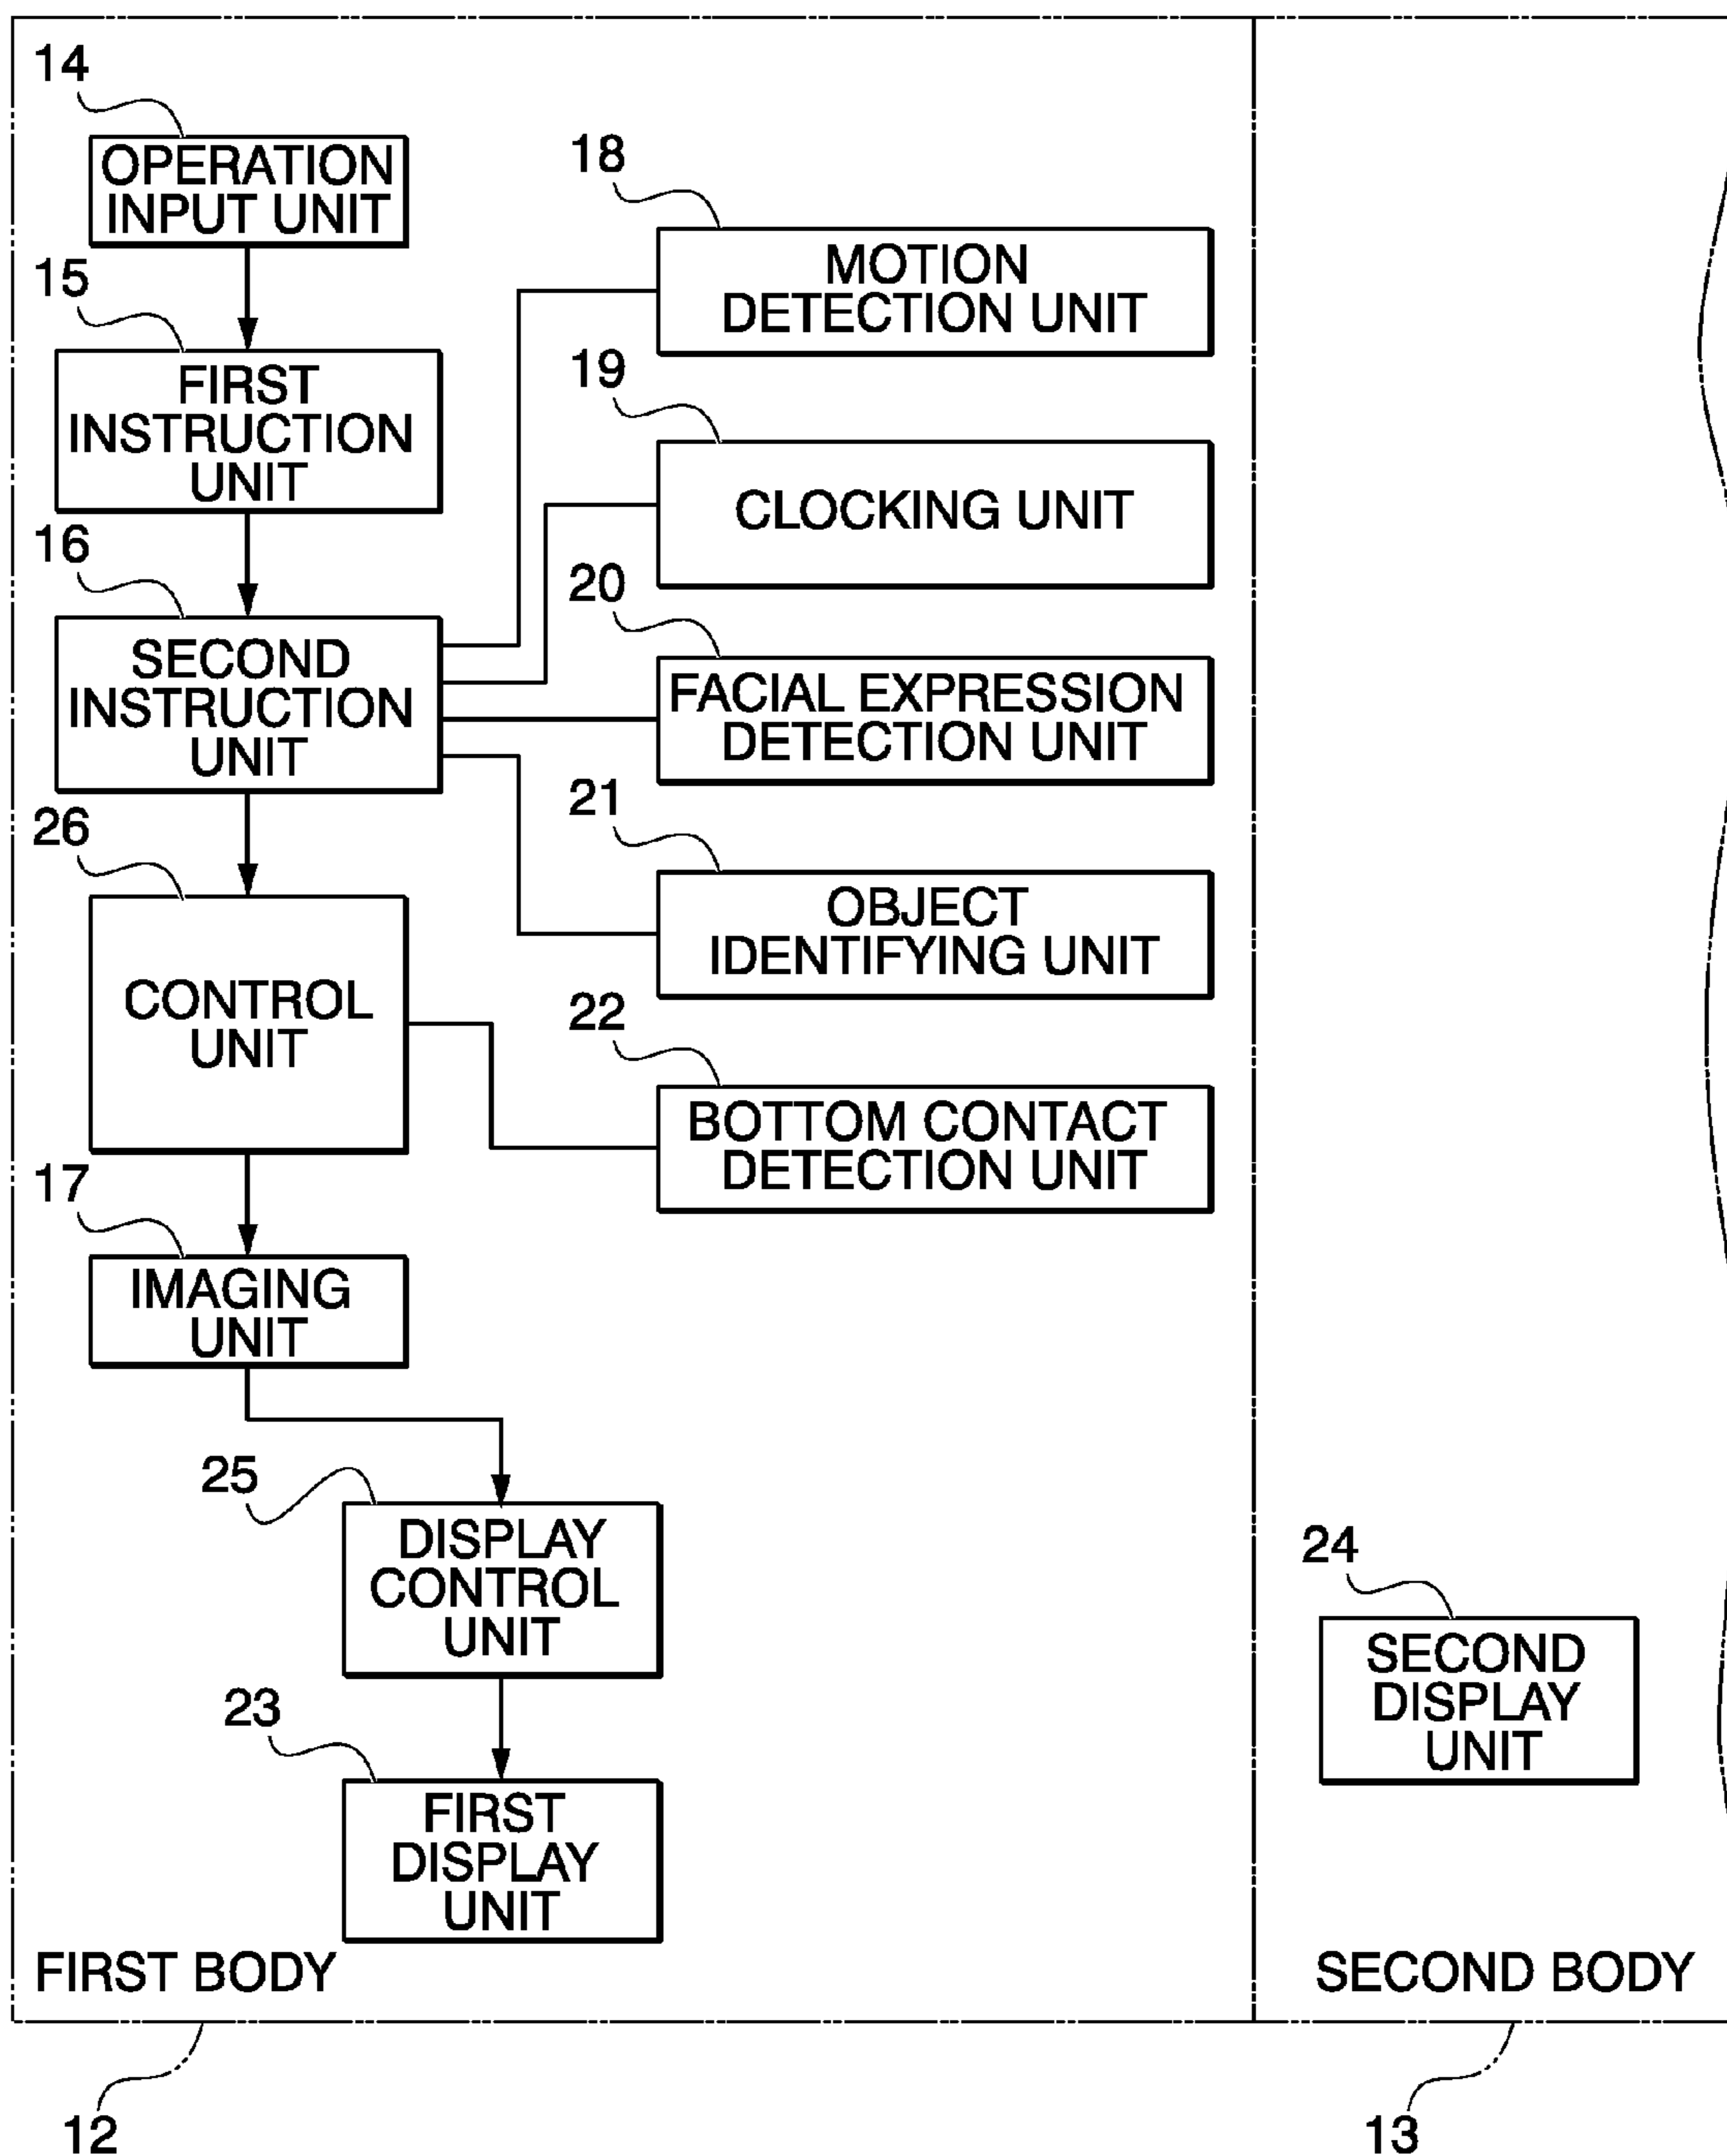 14
OPERATION
INPUT UNIT
15
FIRST
INSTRUCTION
UNIT
16
SECOND
INSTRUCTION
UNIT
26
CONTROL
UNIT
17
IMAGING
UNIT
18
MOTION
DETECTION UNIT
19
CLOCKING UNIT
20
FACIAL EXPRESSION
DETECTION UNIT
21
OBJECT
IDENTIFYING UNIT
22
BOTTOM CONTACT
DETECTION UNIT
25
DISPLAY
CONTROL
UNIT
23
FIRST
DISPLAY
UNIT
FIRST BODY
12
24
SECOND
DISPLAY
UNIT
SECOND BODY
13